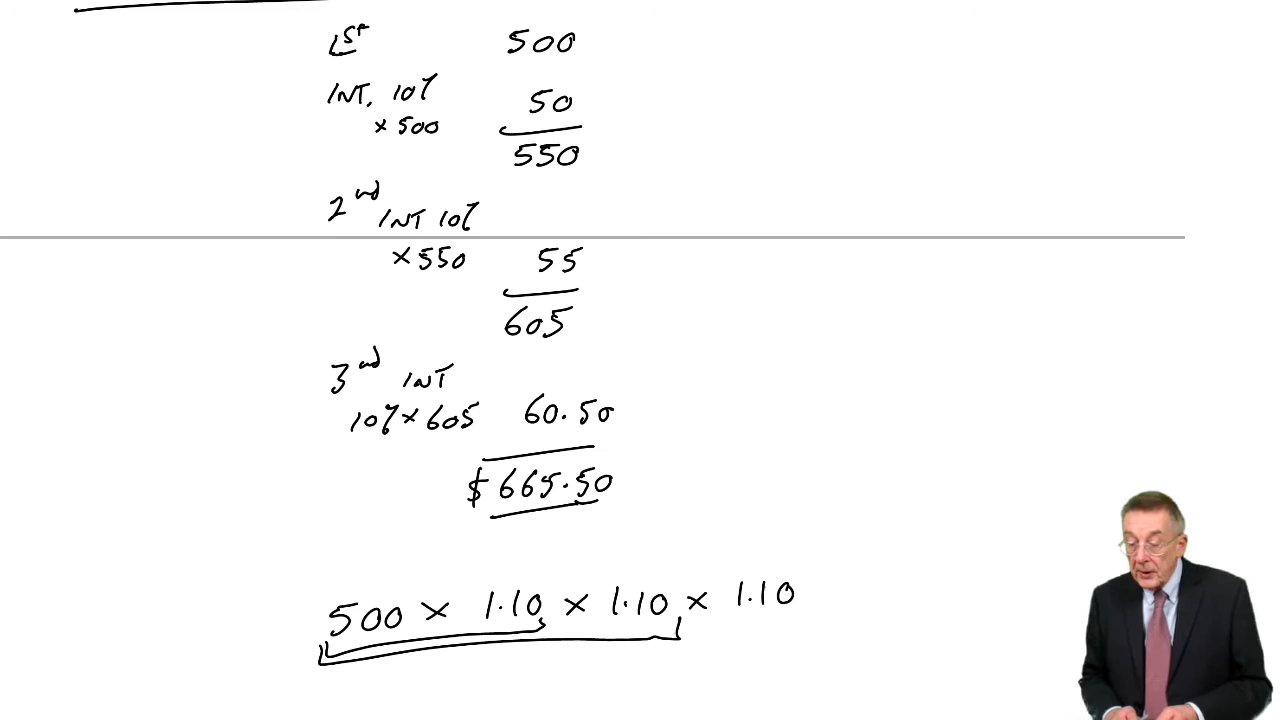 1st 500
INT. 10% 50
× 500
550
2nd INT 10%
× 550 55
605
3nd INT
10% × 605 60.50
$ 665.50
500 × 1.10 × 1.10 × 1.10